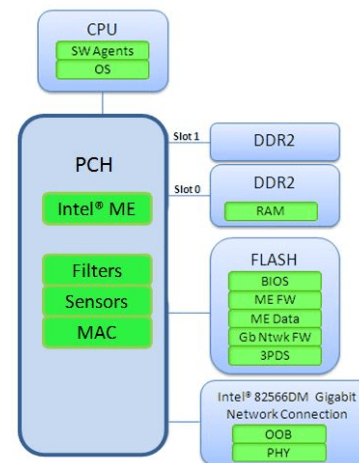 CPU
SW Agents
OS
PCH
Intel® ME
Filters
Sensors
MAC
Slot 1
DDR2
Slot 0
DDR2
RAM
FLASH
BIOS
ME FW
ME Data
Gb Ntwk FW
3PDS
Intel® 82566DM Gigabit
Network Connection
OOB
PHY